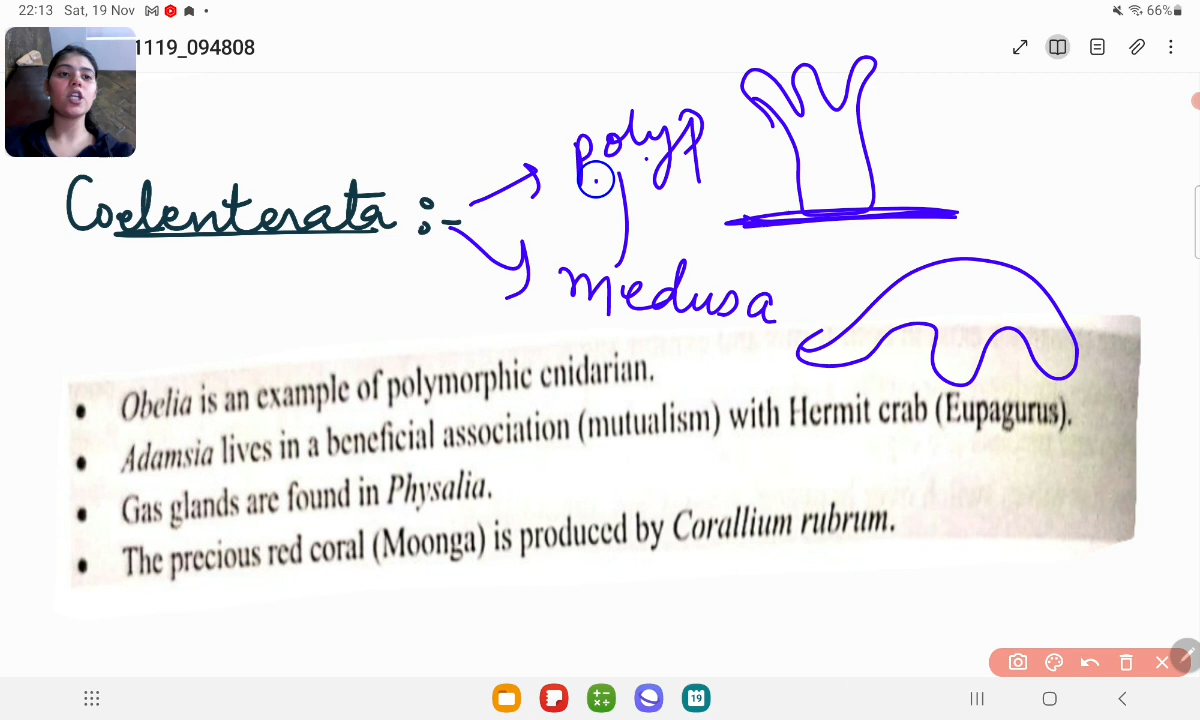 22:13 Sat, 19 Nov
66%
1119_094808
polyp
Coelenterata :-
medusa
• Obelia is an example of polymorphic cnidarian.
• Adamsia lives in a beneficial association (mutualism) with Hermit crab (Eupagurus).
• Gas glands are found in Physalia.
• The precious red coral (Moonga) is produced by Corallium rubrum.
19